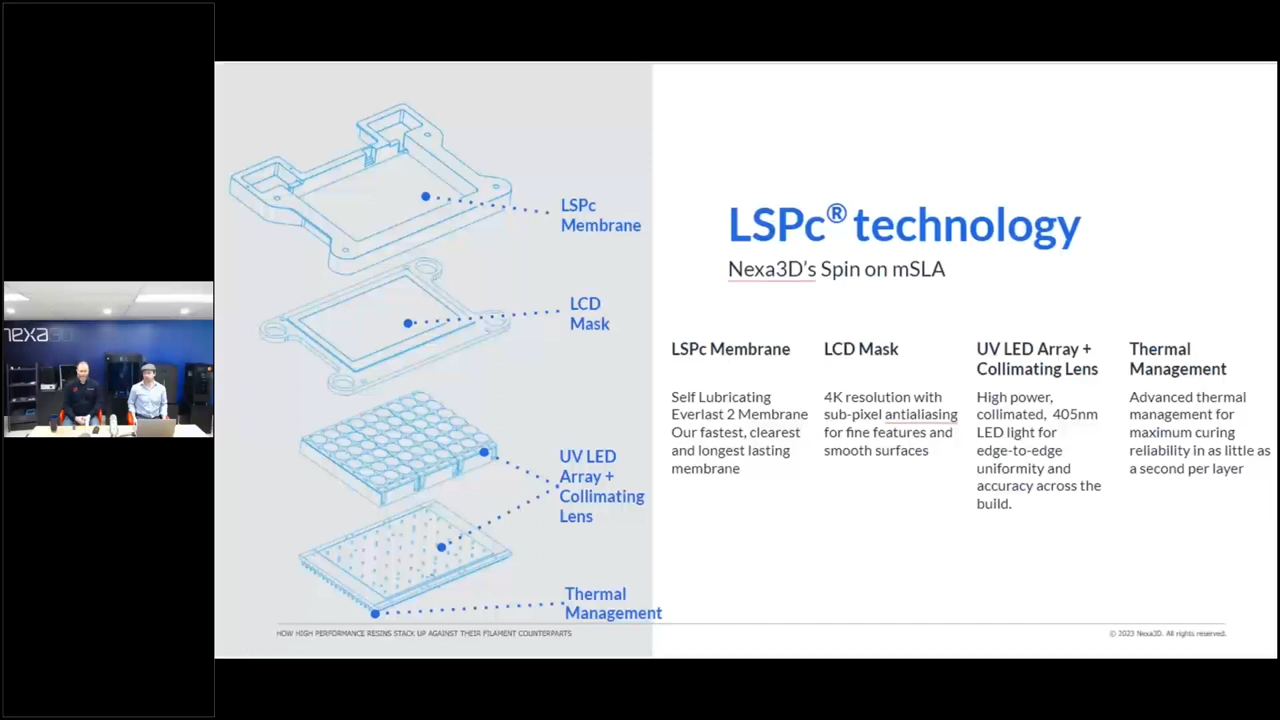 nexa3D
LSPc
Membrane
LCD
Mask
UV LED
Array +
Collimating
Lens
Thermal
Management
LSPc® technology
Nexa3D's Spin on mSLA
LSPc Membrane
Self Lubricating
Everlast 2 Membrane
Our fastest, clearest
and longest lasting
membrane
LCD Mask
4K resolution with
sub-pixel antialiasing
for fine features and
smooth surfaces
UV LED Array +
Collimating Lens
High power,
collimated, 405nm
LED light for
edge-to-edge
uniformity and
accuracy across the
build.
Thermal
Management
Advanced thermal
management for
maximum curing
reliability in as little as
a second per layer
HOW HIGH PERFORMANCE RESINS STACK UP AGAINST THEIR FILAMENT COUNTERPARTS
© 2023 Nexa3D. All rights reserved.